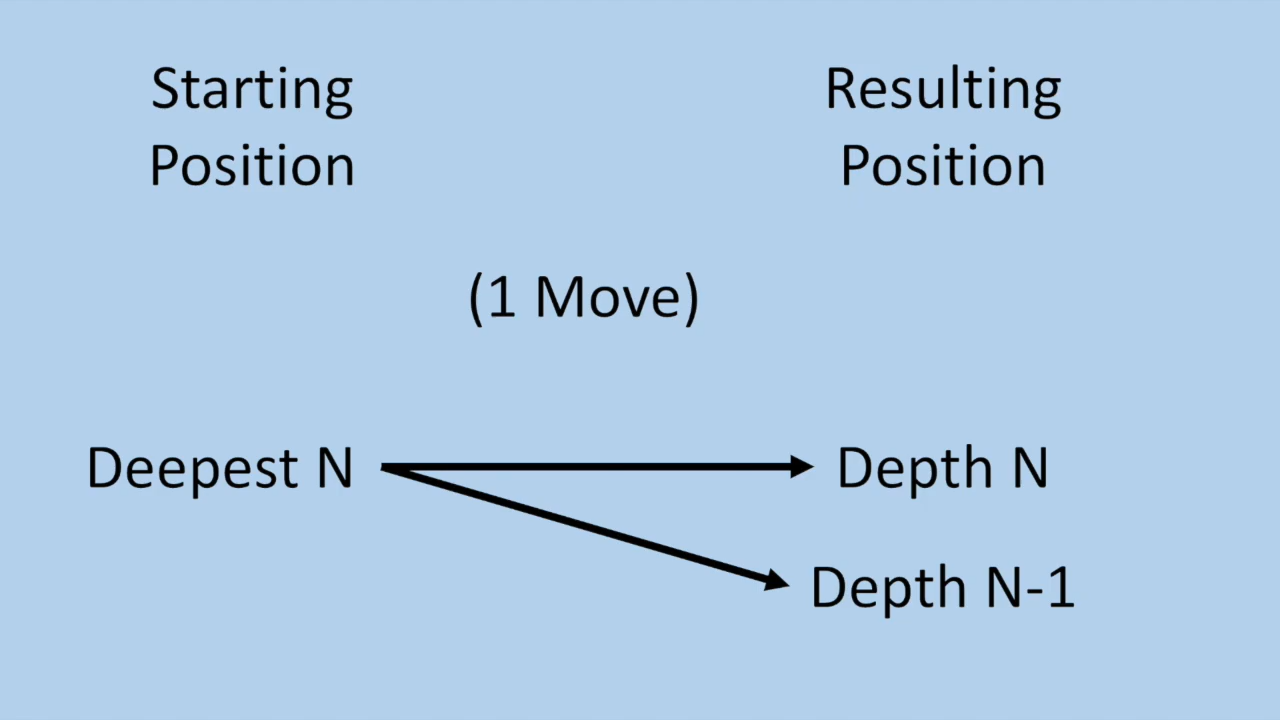 Starting
Position
Resulting
Position
(1 Move)
Deepest N
Depth N
Depth N-1